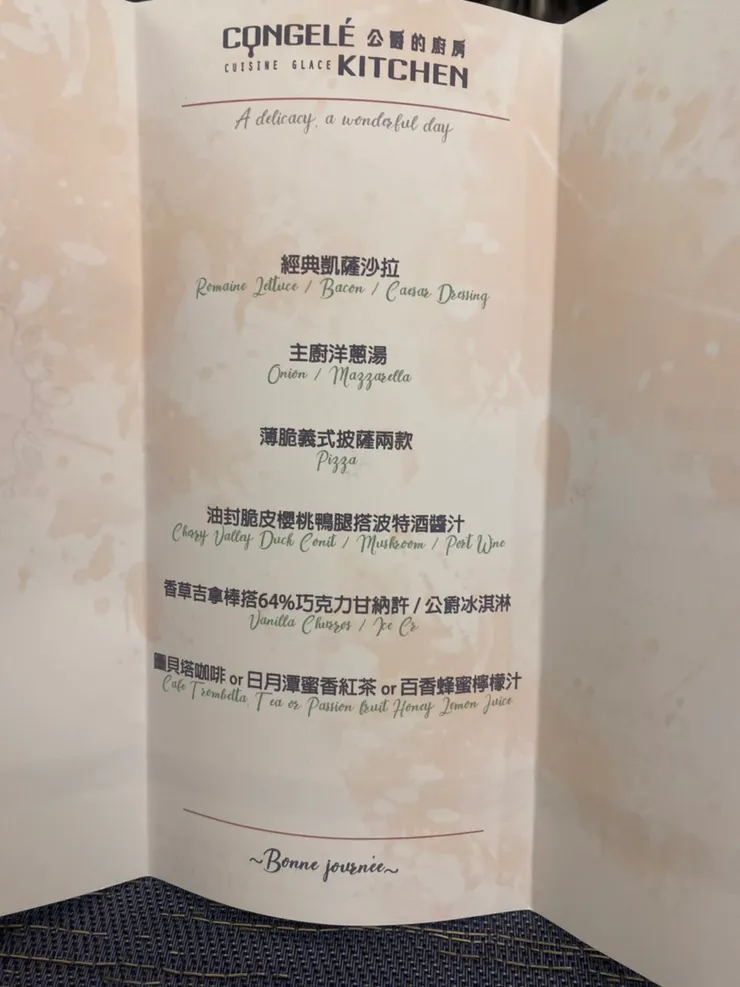 CONGELÉ 公爵的廚房
CUISINE GLACE KITCHEN
A delicacy, a wonderful day
經典凱薩沙拉
Romaine Lettuce / Bacon / Caesar Dressing
主廚洋蔥湯
Onion / Mazzarella
薄脆義式披薩兩款
Pizza
油封脆皮櫻桃鴨腿搭波特酒醬汁
Cherry Valley Duck Conit / Mushroom / Port Wne
香草吉拿棒搭64%巧克力甘納許 / 公爵冰淇淋
Vanilla Churros / Ice Cr
圖貝塔咖啡 or 日月潭蜜香紅茶 or 百香蜂蜜檸檬汁
Cafe Trombetta, Tea or Passion fruit Honey Lemon Juice
~Bonne journée~